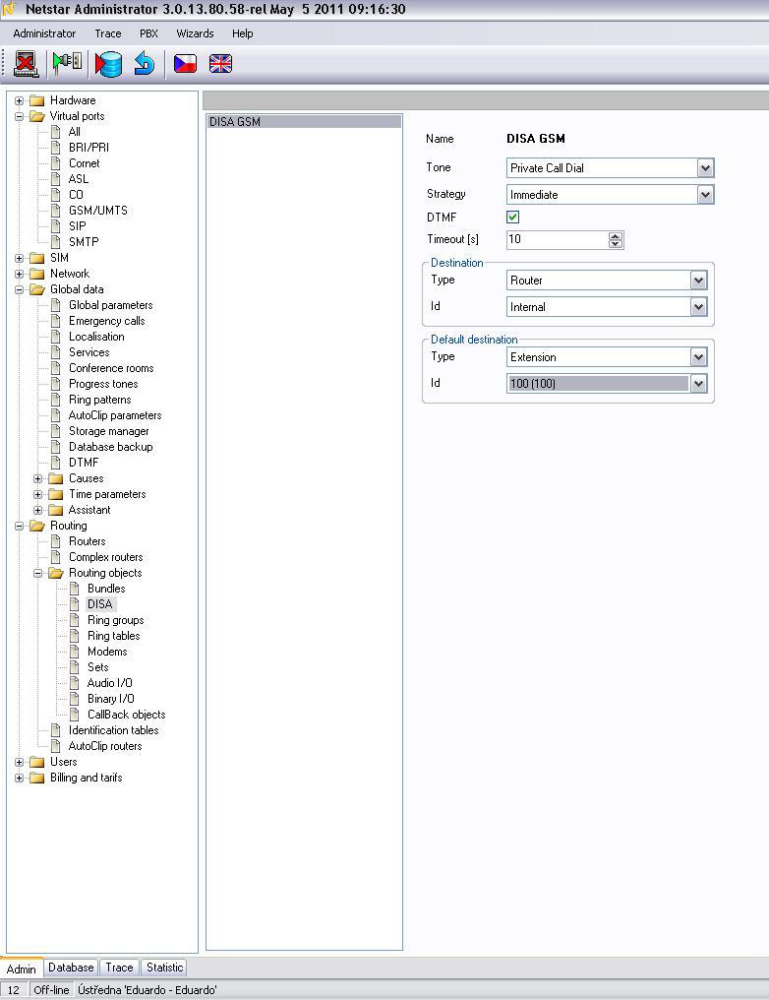 Netstar Administrator 3.0.13.80.58-rel May 5 2011 09:16:30
Administrator Trace PBX Wizards Help
Hardware
Virtual ports
All
BRI/PRI
Cornet
ASL
CO
GSM/UMTS
SIP
SMTP
SIM
Network
Global data
Global parameters
Emergency calls
Localisation
Services
Conference rooms
Progress tones
Ring patterns
AutoClip parameters
Storage manager
Database backup
DTMF
Causes
Time parameters
Assistant
Routing
Routers
Complex routers
Routing objects
Bundles
DISA
Ring groups
Ring tables
Modems
Sets
Audio I/O
Binary I/O
CallBack objects
Identification tables
AutoClip routers
Users
Billing and tarifs
DISA GSM
Name DISA GSM
Tone Private Call Dial
Strategy Immediate
DTMF
Timeout [s] 10
Destination
Type Router
Id Internal
Default destination
Type Extension
Id 100 (100)
Admin Database Trace Statistic
12 Off-line Ústředna 'Eduardo - Eduardo'